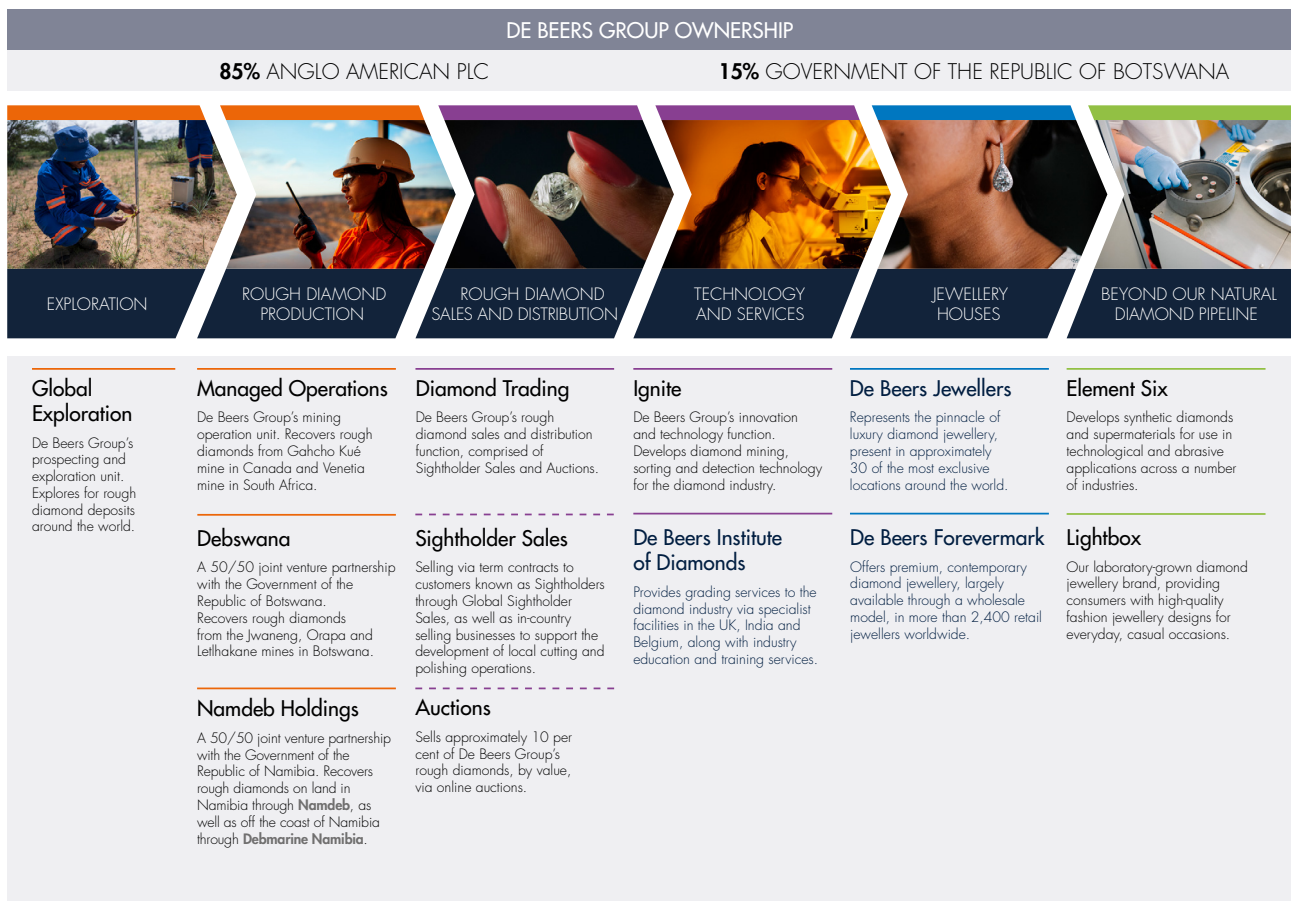 DE BEERS GROUP OWNERSHIP
85% ANGLO AMERICAN PLC
15% GOVERNMENT OF THE REPUBLIC OF BOTSWANA
EXPLORATION
ROUGH DIAMOND
PRODUCTION
ROUGH DIAMOND
SALES AND DISTRIBUTION
TECHNOLOGY
AND SERVICES
JEWELLERY
HOUSES
BEYOND OUR NATURAL
DIAMOND PIPELINE
Global
Exploration
De Beers Group's
prospecting and
exploration unit.
Explores for rough
diamond deposits
around the world.
Managed Operations
De Beers Group's mining
operation unit. Recovers rough
diamonds from Gahcho Kué
mine in Canada and Venetia
mine in South Africa.
Debswana
A 50/50 joint venture partnership
with the Government of the
Republic of Botswana.
Recovers rough diamonds
from the Jwaneng, Orapa and
Letlhakane mines in Botswana.
Namdeb Holdings
A 50/50 joint venture partnership
with the Government of the
Republic of Namibia. Recovers
rough diamonds on land in
Namibia through Namdeb, as
well as off the coast of Namibia
through Debmarine Namibia.
Diamond Trading
De Beers Group's rough
diamond sales and distribution
function, comprised of
Sightholder Sales and Auctions.
Sightholder Sales
Selling via term contracts to
customers known as Sightholders
through Global Sightholder
Sales, as well as in-country
selling businesses to support the
development of local cutting and
polishing operations.
Auctions
Sells approximately 10 per
cent of De Beers Group's
rough diamonds, by value,
via online auctions.
Ignite
De Beers Group's innovation
and technology function.
Develops diamond mining,
sorting and detection technology
for the diamond industry.
De Beers Institute
of Diamonds
Provides grading services to the
diamond industry via specialist
facilities in the UK, India and
Belgium, along with industry
education and training services.
De Beers Jewellers
Represents the pinnacle of
luxury diamond jewellery,
present in approximately
30 of the most exclusive
locations around the world.
De Beers Forevermark
Offers premium, contemporary
diamond jewellery, largely
available through a wholesale
model, in more than 2,400 retail
jewellers worldwide.
Element Six
Develops synthetic diamonds
and supermaterials for use in
technological and abrasive
applications across a number
of industries.
Lightbox
Our laboratory-grown diamond
jewellery brand, providing
consumers with high-quality
fashion jewellery designs for
everyday, casual occasions.